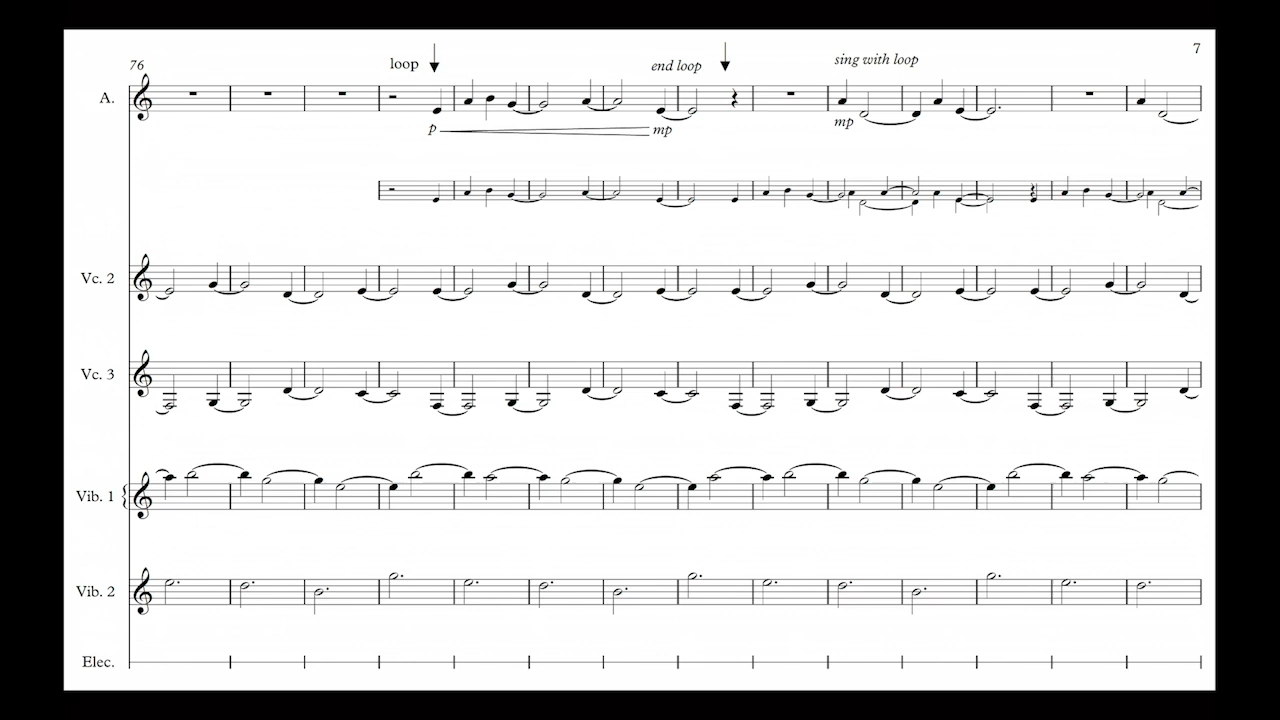 7
76
loop
end loop
sing with loop
A.
p
mp
mp
Vc. 2
Vc. 3
Vib. 1
Vib. 2
Elec.